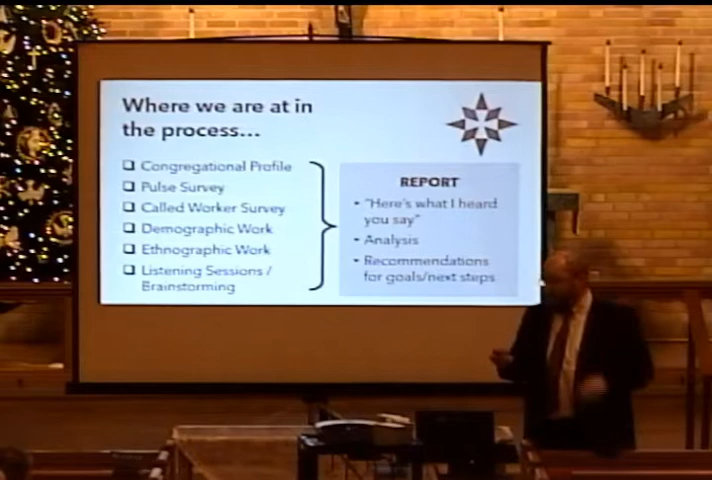 Where we are at in
the process...
❑ Congregational Profile
❑ Pulse Survey
❑ Called Worker Survey
❑ Demographic Work
❑ Ethnographic Work
❑ Listening Sessions /
Brainstorming
REPORT
• "Here's what I heard
you say"
• Analysis
• Recommendations
for goals/next steps